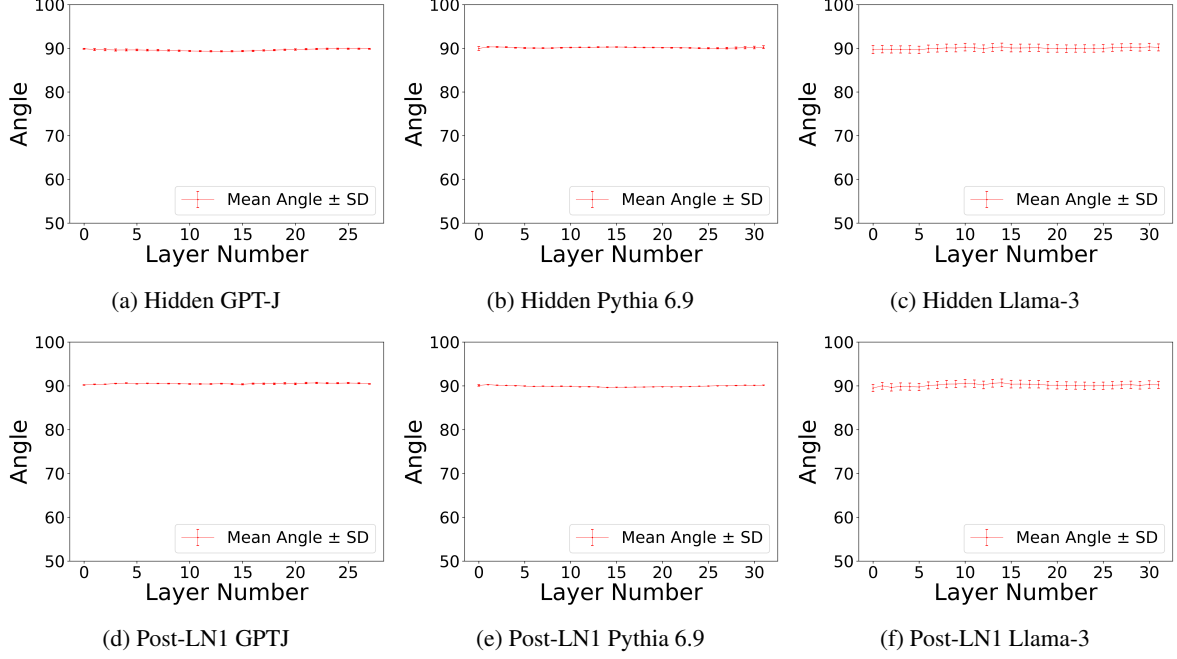 100
90
80
70
60
50
Angle
Mean Angle ± SD
0 5 10 15 20 25
Layer Number
(a) Hidden GPT-J
100
90
80
70
60
50
Angle
Mean Angle ± SD
0 5 10 15 20 25 30
Layer Number
(b) Hidden Pythia 6.9
100
90
80
70
60
50
Angle
Mean Angle ± SD
0 5 10 15 20 25 30
Layer Number
(c) Hidden Llama-3
100
90
80
70
60
50
Angle
Mean Angle ± SD
0 5 10 15 20 25
Layer Number
(d) Post-LN1 GPTJ
100
90
80
70
60
50
Angle
Mean Angle ± SD
0 5 10 15 20 25 30
Layer Number
(e) Post-LN1 Pythia 6.9
100
90
80
70
60
50
Angle
Mean Angle ± SD
0 5 10 15 20 25 30
Layer Number
(f) Post-LN1 Llama-3